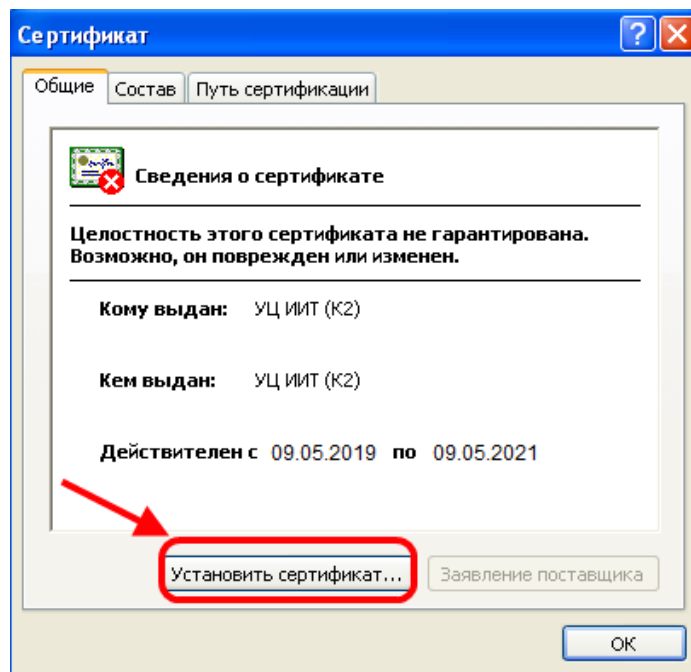 Сертификат
Общие Состав Путь сертификации
Сведения о сертификате
Целостность этого сертификата не гарантирована.
Возможно, он поврежден или изменен.
Кому выдан: УЦ ИИТ (К2)
Кем выдан: УЦ ИИТ (К2)
Действителен с 09.05.2019 по 09.05.2021
Установить сертификат... Заявление поставщика
ОК